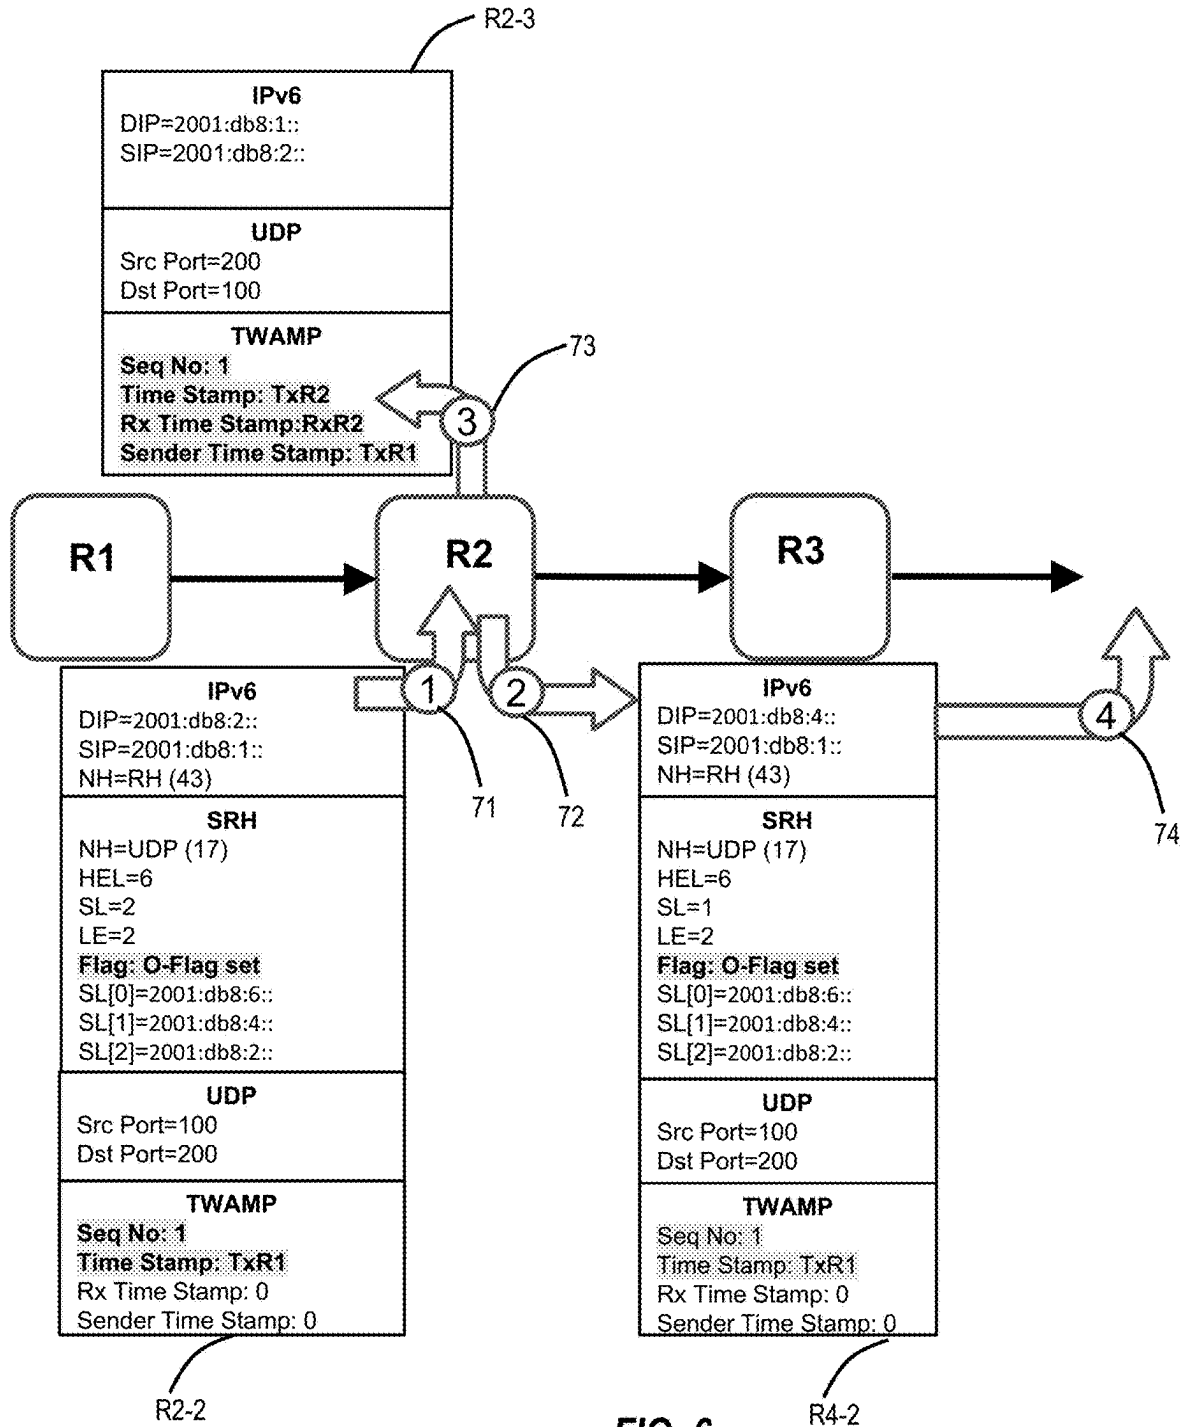 R2-3
IPv6
DIP=2001:db8:1::
SIP=2001:db8:2::
UDP
Src Port=200
Dst Port=100
TWAMP
Seq No: 1
Time Stamp: TxR2
Rx Time Stamp:RxR2
Sender Time Stamp: TxR1
73
3
R1
R2
R3
1
2
4
71
72
74
IPv6
DIP=2001:db8:2::
SIP=2001:db8:1::
NH=RH (43)
SRH
NH=UDP (17)
HEL=6
SL=2
LE=2
Flag: O-Flag set
SL[0]=2001:db8:6::
SL[1]=2001:db8:4::
SL[2]=2001:db8:2::
UDP
Src Port=100
Dst Port=200
TWAMP
Seq No: 1
Time Stamp: TxR1
Rx Time Stamp: 0
Sender Time Stamp: 0
R2-2
IPv6
DIP=2001:db8:4::
SIP=2001:db8:1::
NH=RH (43)
SRH
NH=UDP (17)
HEL=6
SL=1
LE=2
Flag: O-Flag set
SL[0]=2001:db8:6::
SL[1]=2001:db8:4::
SL[2]=2001:db8:2::
UDP
Src Port=100
Dst Port=200
TWAMP
Seq No: 1
Time Stamp: TxR1
Rx Time Stamp: 0
Sender Time Stamp: 0
R4-2
FIG. 6